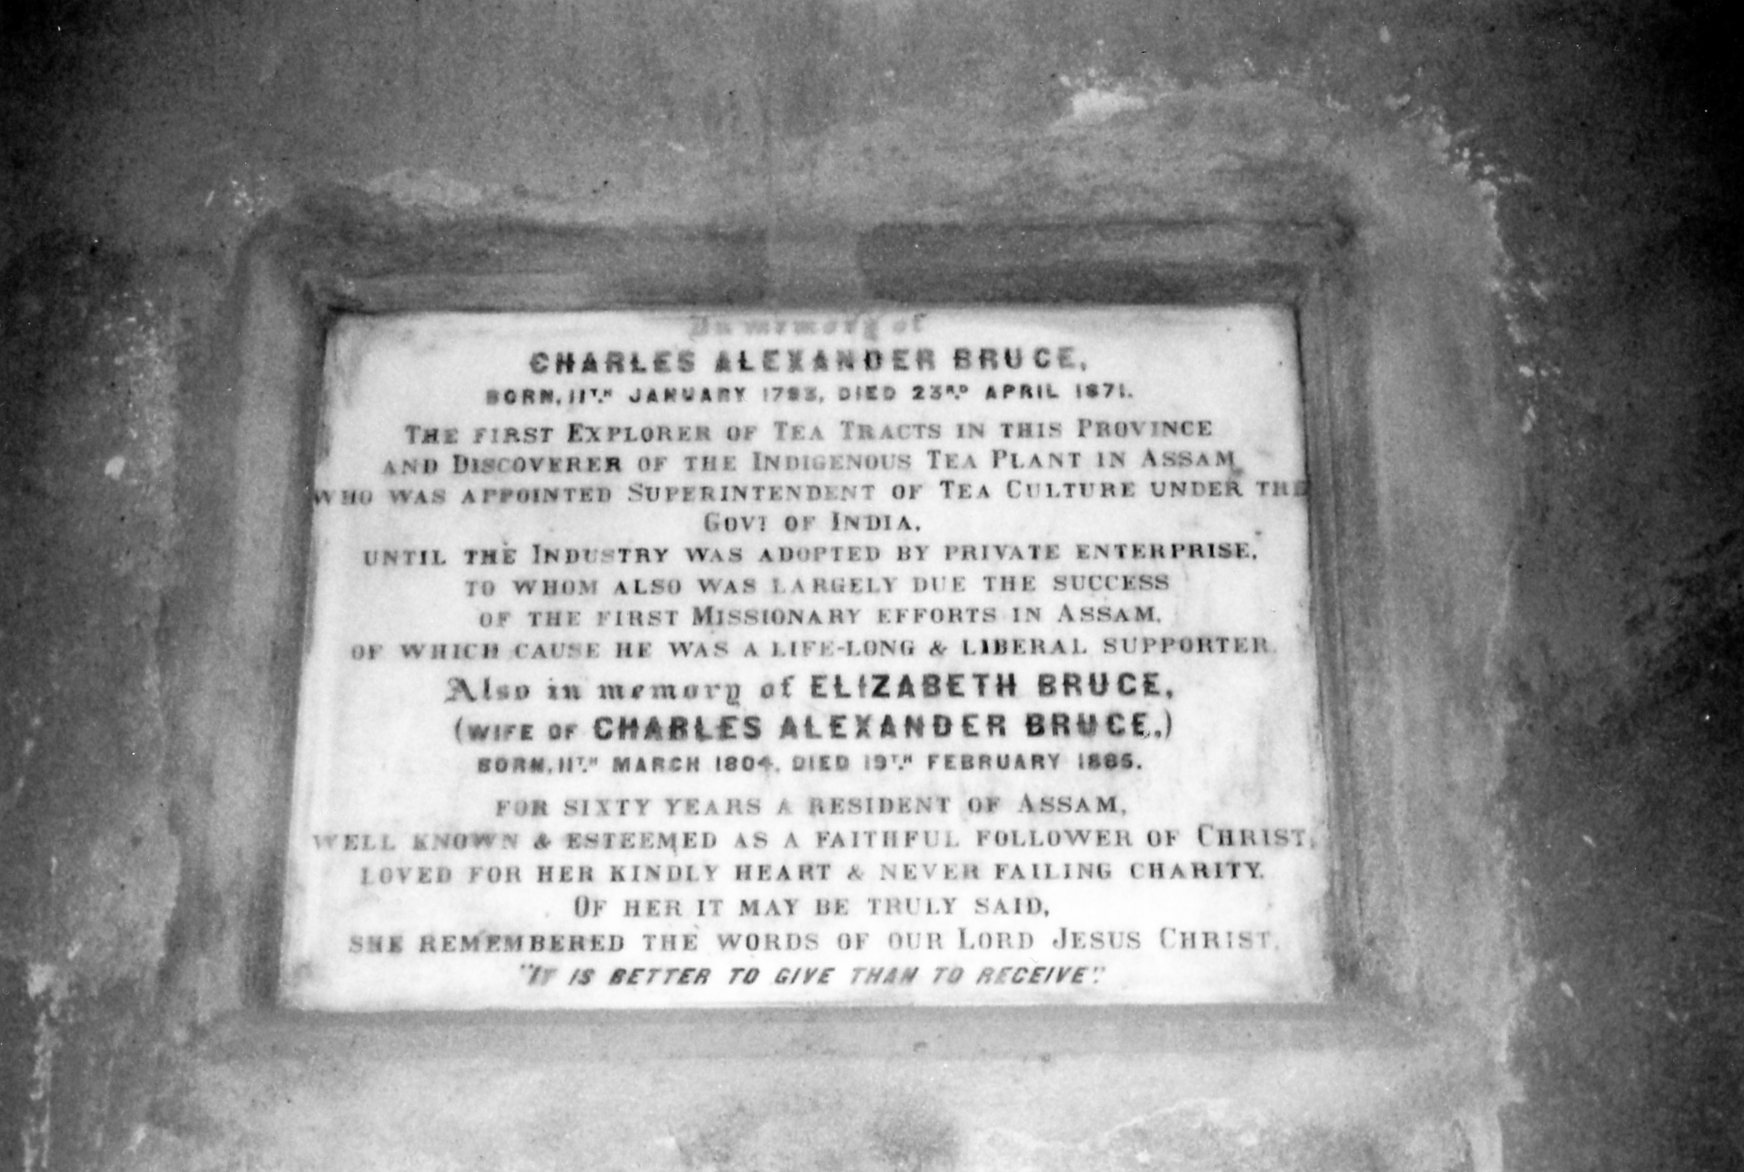 In memory of
CHARLES ALEXANDER BRUCE,
BORN, 11TH JANUARY 1793, DIED 23RD APRIL 1871.
THE FIRST EXPLORER OF TEA TRACTS IN THIS PROVINCE
AND DISCOVERER OF THE INDIGENOUS TEA PLANT IN ASSAM
WHO WAS APPOINTED SUPERINTENDENT OF TEA CULTURE UNDER THE
GOVT OF INDIA,
UNTIL THE INDUSTRY WAS ADOPTED BY PRIVATE ENTERPRISE,
TO WHOM ALSO WAS LARGELY DUE THE SUCCESS
OF THE FIRST MISSIONARY EFFORTS IN ASSAM,
OF WHICH CAUSE HE WAS A LIFE-LONG & LIBERAL SUPPORTER.
Also in memory of ELIZABETH BRUCE,
(WIFE OF CHARLES ALEXANDER BRUCE,)
BORN, 11TH MARCH 1804, DIED 19TH FEBRUARY 1885.
FOR SIXTY YEARS A RESIDENT OF ASSAM,
WELL KNOWN & ESTEEMED AS A FAITHFUL FOLLOWER OF CHRIST,
LOVED FOR HER KINDLY HEART & NEVER FAILING CHARITY.
OF HER IT MAY BE TRULY SAID,
SHE REMEMBERED THE WORDS OF OUR LORD JESUS CHRIST,
"IT IS BETTER TO GIVE THAN TO RECEIVE".